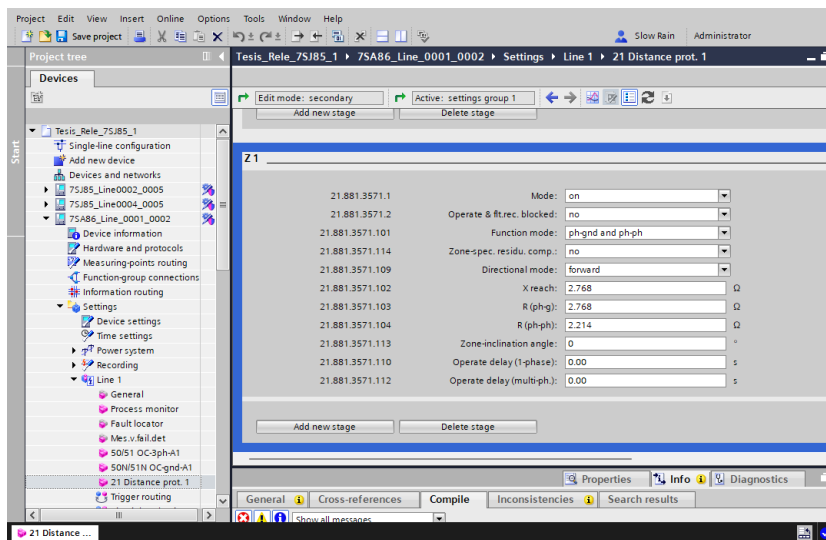 Project Edit View Insert Online Options Tools Window Help
Save project Slow Rain Administrator
Project tree Tesis_Rele_7SJ85_1 7SA86_Line_0001_0002 Settings Line 1 21 Distance prot. 1
Devices
Edit mode: secondary Active: settings group 1
Add new stage Delete stage
Start
Tesis_Rele_7SJ85_1
Single-line configuration
Add new device
Devices and networks
7SJ85_Line0002_0005
7SJ85_Line0004_0005
7SA86_Line_0001_0002
Device information
Hardware and protocols
Measuring-points routing
Function-group connections
Information routing
Settings
Device settings
Time settings
Power system
Recording
Line 1
General
Process monitor
Fault locator
Mes.v.fail.det
50/51 OC-3ph-A1
50N/51N OC-gnd-A1
21 Distance prot. 1
Trigger routing
Z 1
21.881.3571.1 Mode: on
21.881.3571.2 Operate & flt.rec. blocked: no
21.881.3571.101 Function mode: ph-gnd and ph-ph
21.881.3571.114 Zone-spec. residu. comp.: no
21.881.3571.109 Directional mode: forward
21.881.3571.102 X reach: 2.768 Ω
21.881.3571.103 R (ph-g): 2.768 Ω
21.881.3571.104 R (ph-ph): 2.214 Ω
21.881.3571.113 Zone-inclination angle: 0 °
21.881.3571.110 Operate delay (1-phase): 0.00 s
21.881.3571.112 Operate delay (multi-ph.): 0.00 s
Add new stage Delete stage
Properties Info Diagnostics
General Cross-references Compile Inconsistencies Search results
Show all messages
21 Distance ...